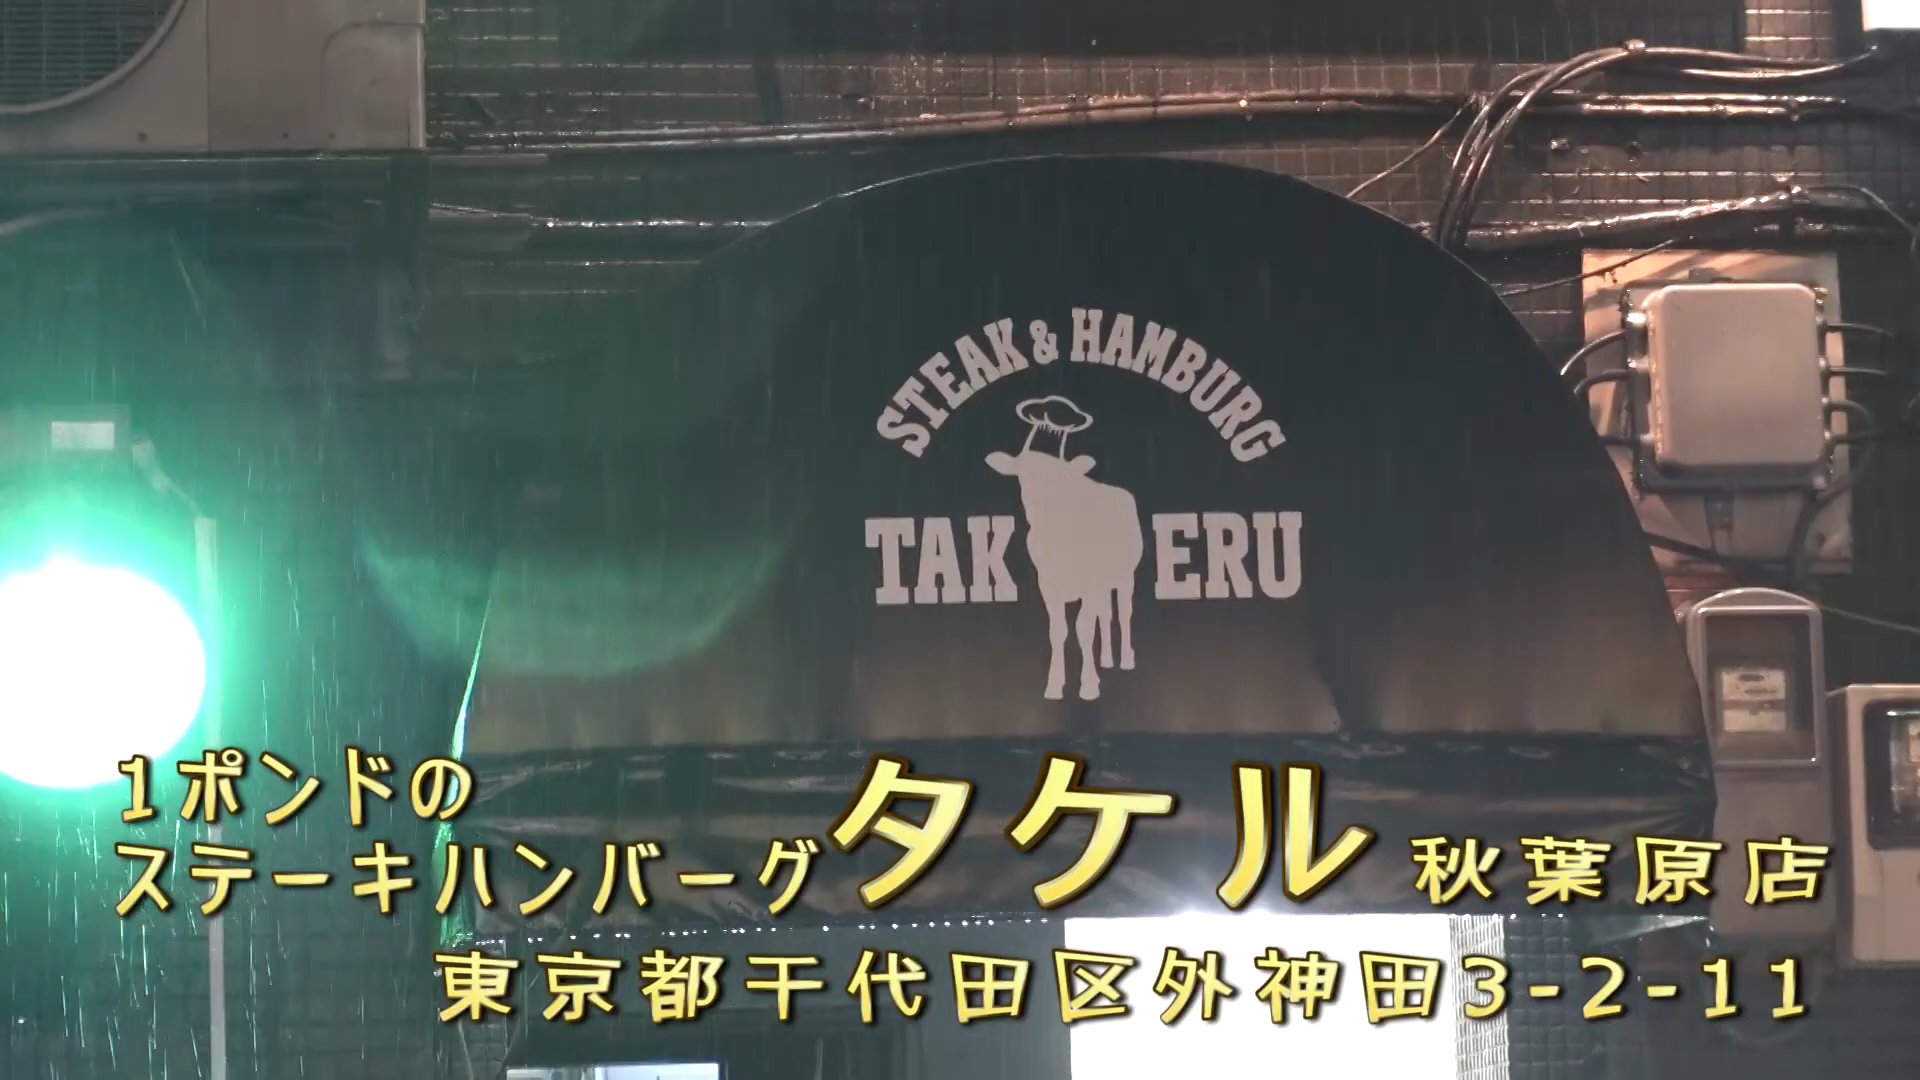 STEAK & HAMBURG
TAKERU
1ポンドの
ステーキハンバーグタケル 秋葉原店
東京都千代田区外神田3-2-11